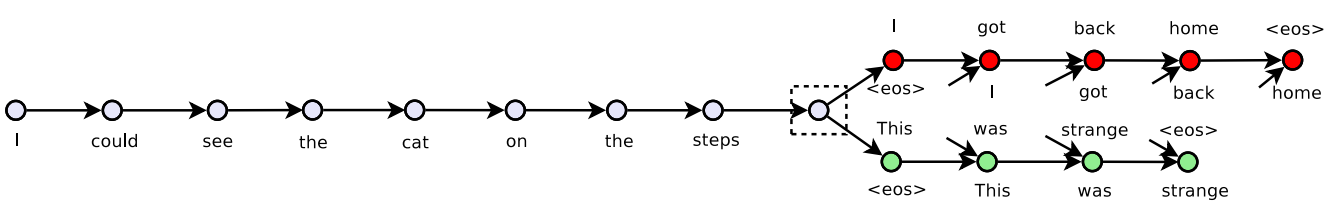 I got back home <eos>
<eos> I got back home
I could see the cat on the steps
This was strange <eos>
<eos> This was strange